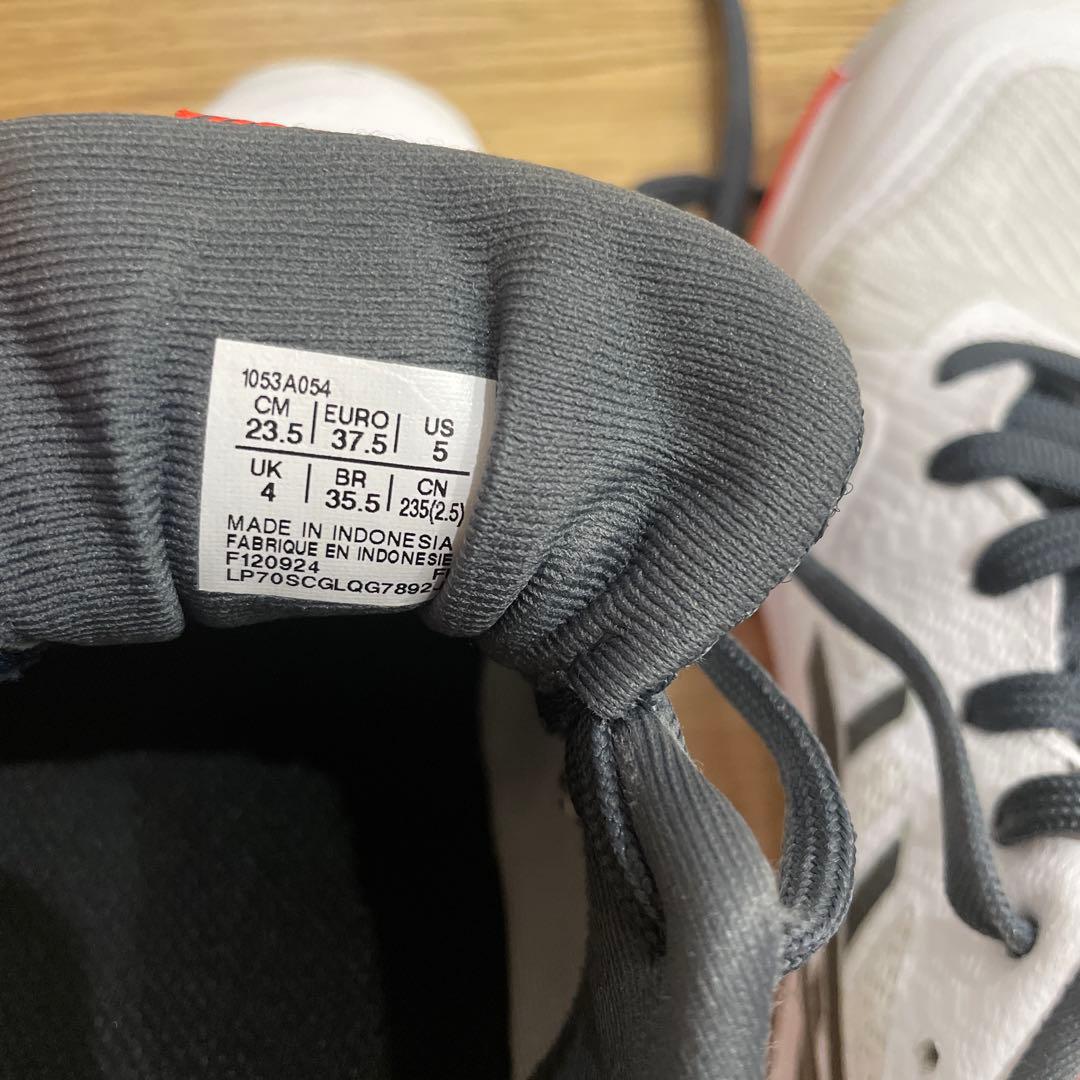 1053A054
CM EURO US
23.5 37.5 5
UK BR CN
4 35.5 235(2.5)
MADE IN INDONESIA
FABRIQUE EN INDONESIE
F120924